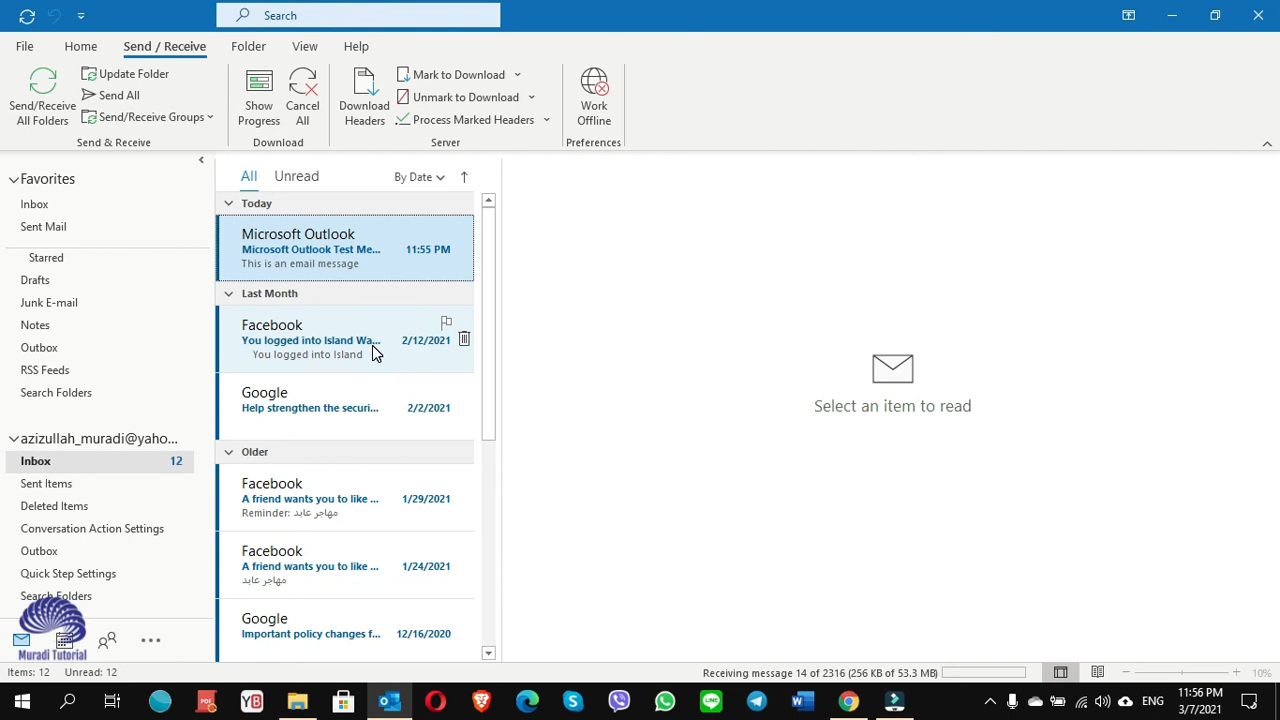 Search
File Home Send / Receive Folder View Help
Send/Receive
All Folders
Update Folder
Send All
Send/Receive Groups
Send & Receive
Show
Progress
Cancel
All
Download
Download
Headers
Mark to Download
Unmark to Download
Process Marked Headers
Server
Work
Offline
Preferences
Favorites
Inbox
Sent Mail
Starred
Drafts
Junk E-mail
Notes
Outbox
RSS Feeds
Search Folders
azizullah_muradi@yaho...
Inbox 12
Sent Items
Deleted Items
Conversation Action Settings
Outbox
Quick Step Settings
Search Folders
Muradi Tutorial
All Unread By Date
Today
Microsoft Outlook
Microsoft Outlook Test Me... 11:55 PM
This is an email message
Last Month
Facebook
You logged into Island Wa... 2/12/2021
You logged into Island
Google
Help strengthen the securi... 2/2/2021
Older
Facebook
A friend wants you to like ... 1/29/2021
Reminder: مهاجر عابد
Facebook
A friend wants you to like ... 1/24/2021
مهاجر عابد
Google
Important policy changes f... 12/16/2020
Select an item to read
Items: 12 Unread: 12
Receiving message 14 of 2316 (256 KB of 53.3 MB)
10%
PDF
YB
LINE
ENG
11:56 PM
3/7/2021